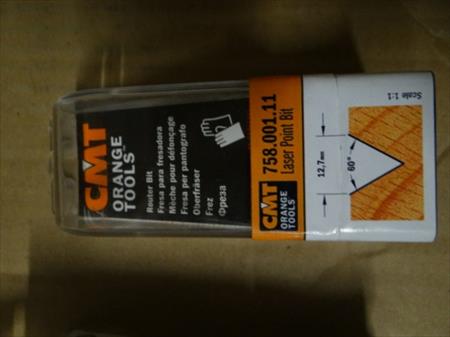 CMT
ORANGE
TOOLS
Router Bit
Fresa para fresadora
Mèche pour défonçage
Fresa per pantografo
Oberfräser
Frez
Фреза
CMT
ORANGE
TOOLS
758.001.11
Laser Point Bit
12,7mm
60°
Scale 1:1